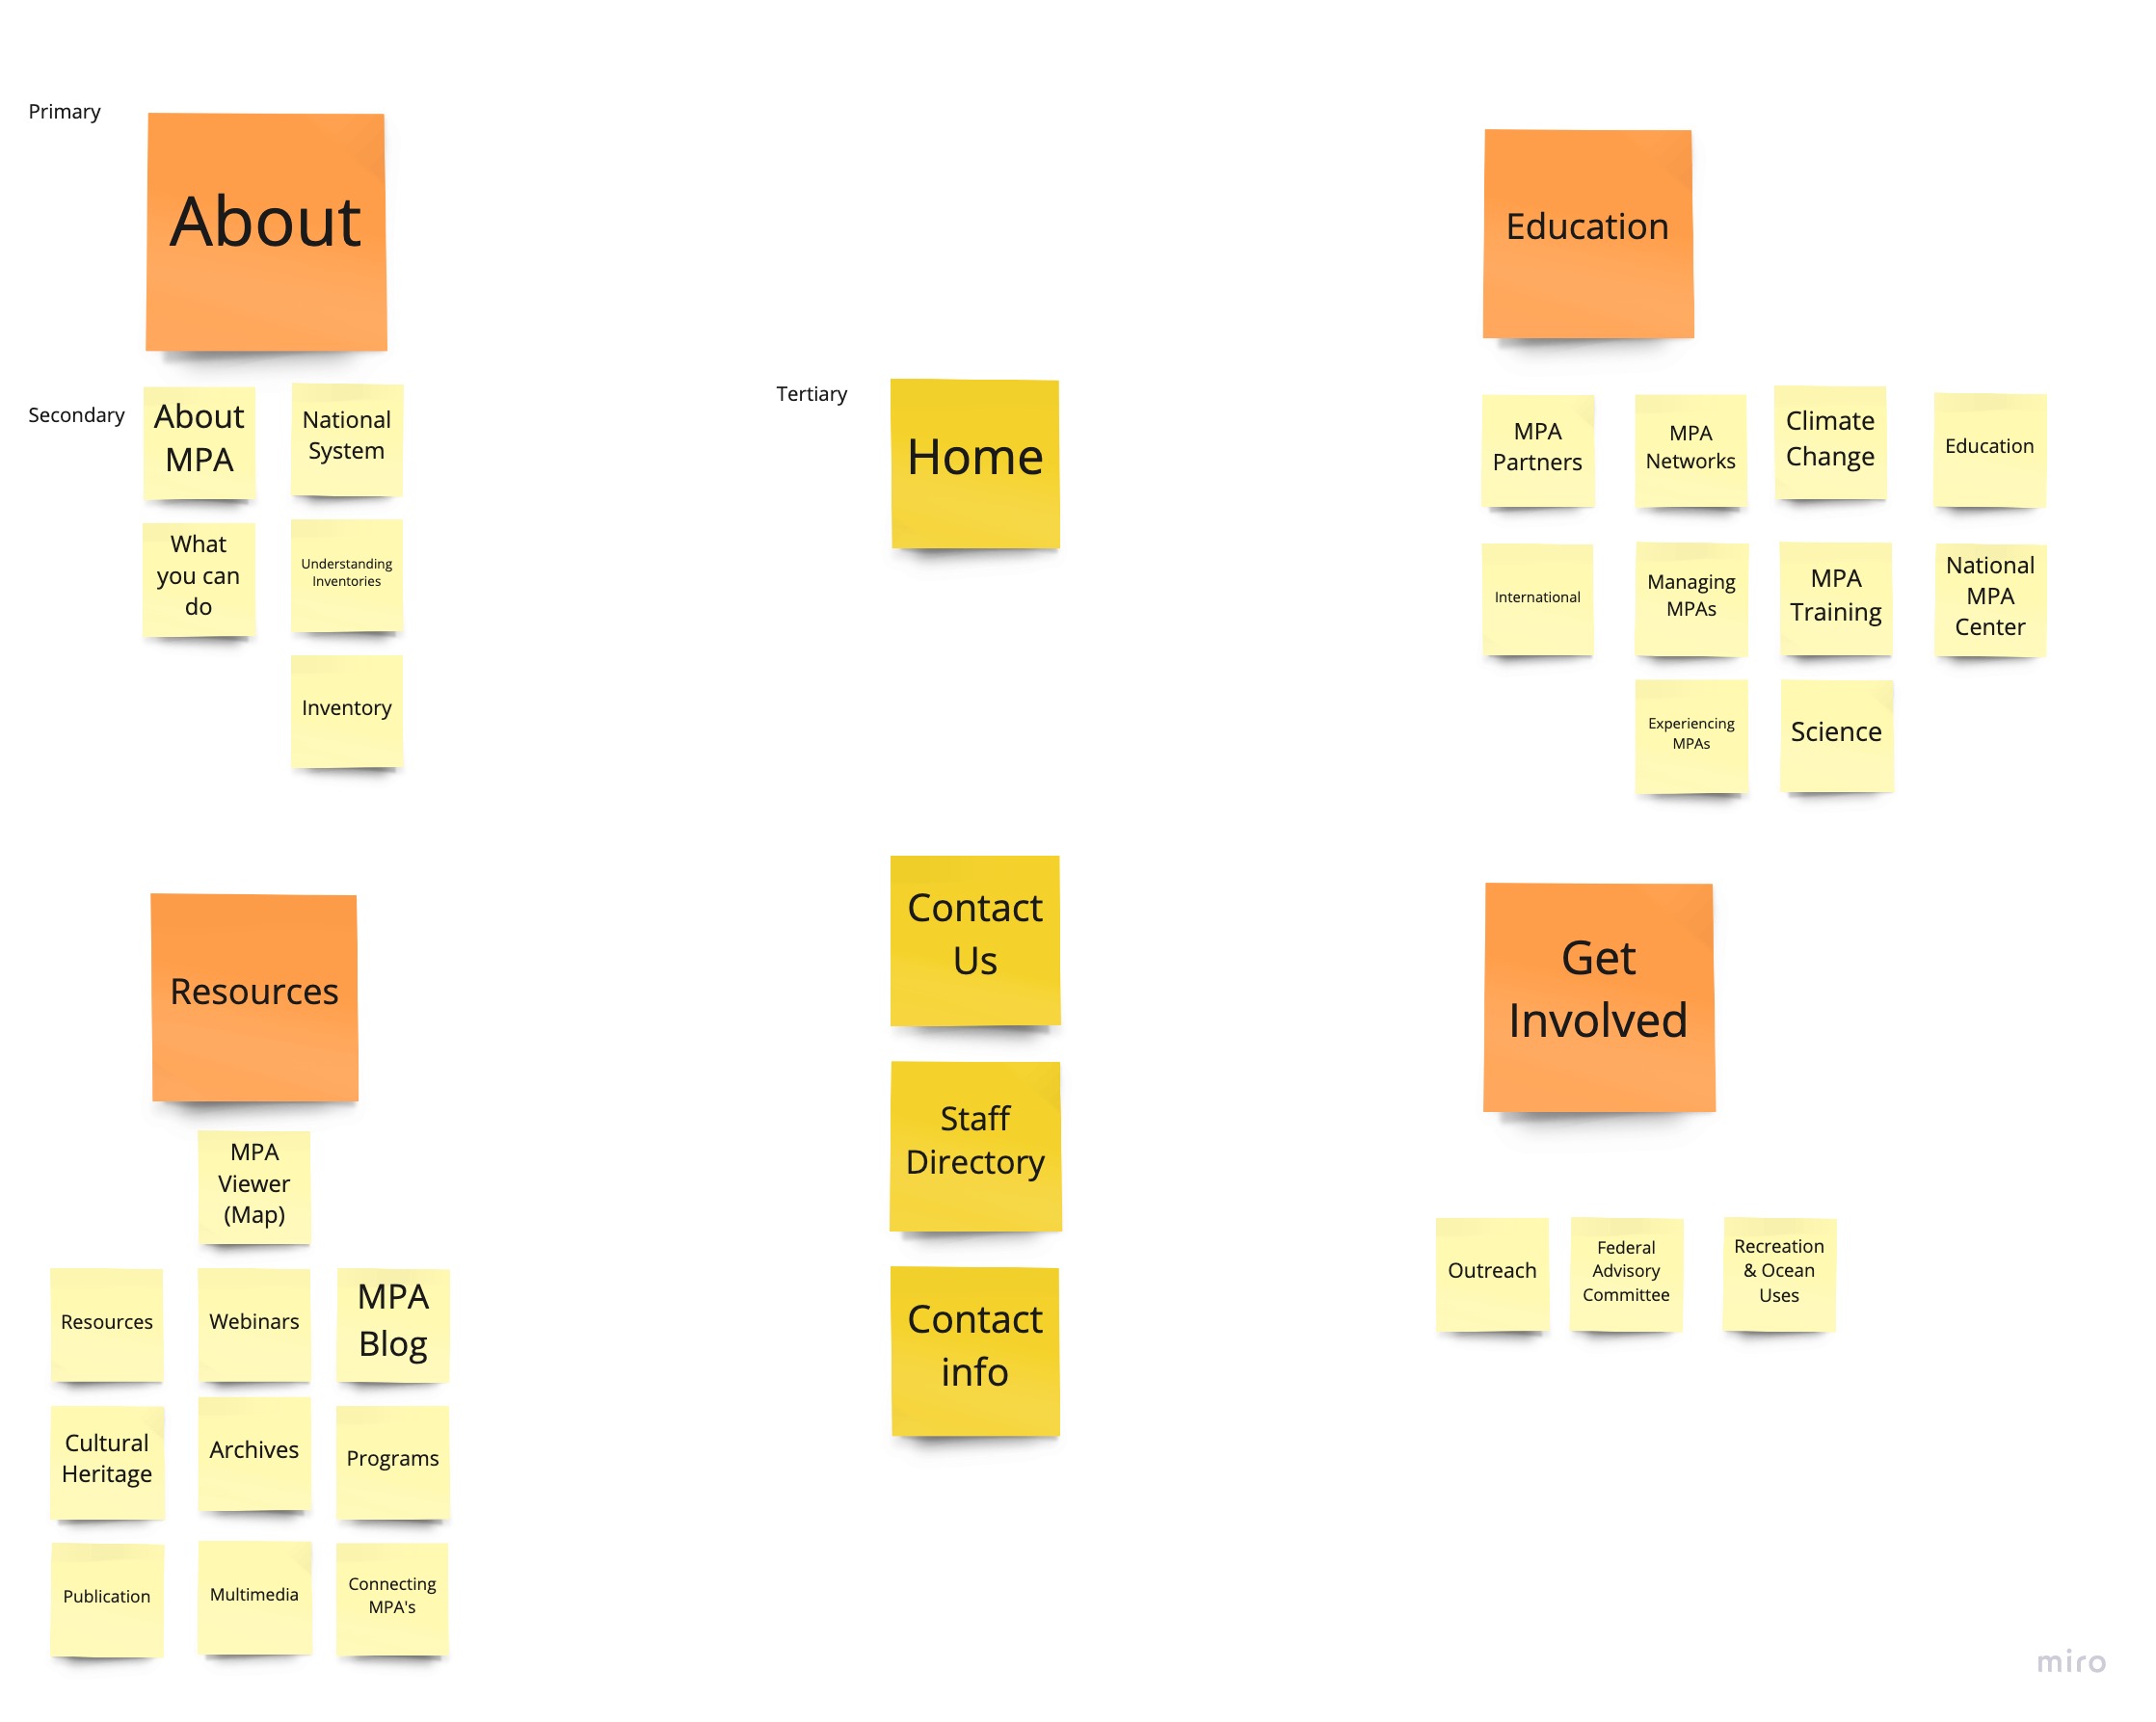 Primary
About
Secondary
About
MPA
National
System
What
you can
do
Understanding
Inventories
Inventory
Tertiary
Home
Education
MPA
Partners
MPA
Networks
Climate
Change
Education
International
Managing
MPAs
MPA
Training
National
MPA
Center
Experiencing
MPAs
Science
Resources
MPA
Viewer
(Map)
Resources
Webinars
MPA
Blog
Cultural
Heritage
Archives
Programs
Publication
Multimedia
Connecting
MPA's
Contact
Us
Staff
Directory
Contact
info
Get
Involved
Outreach
Federal
Advisory
Committee
Recreation
& Ocean
Uses
miro